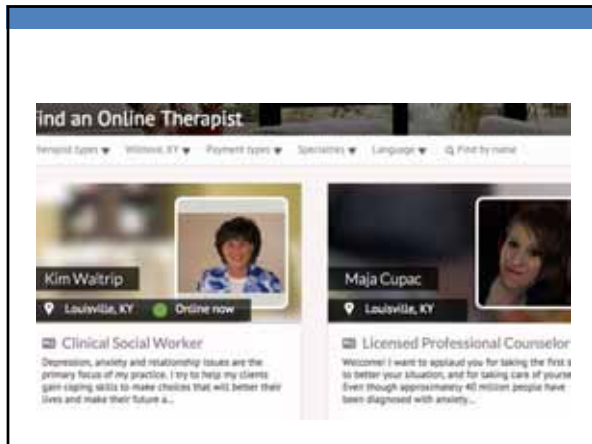 ind an Online Therapist
Therapist types Wilmore, KY Payment types Specialties Language Find by name
Kim Waltrip
Louisville, KY Online now
Clinical Social Worker
Depression, anxiety and relationship issues are the
primary focus of my practice. I try to help my clients
gain coping skills to make choices that will better their
lives and make their future a...
Maja Cupac
Louisville, KY
Licensed Professional Counselor
Welcome! I want to applaud you for taking the first s
to better your situation, and for taking care of yourse
Even though approximately 40 million people have
been diagnosed with anxiety...